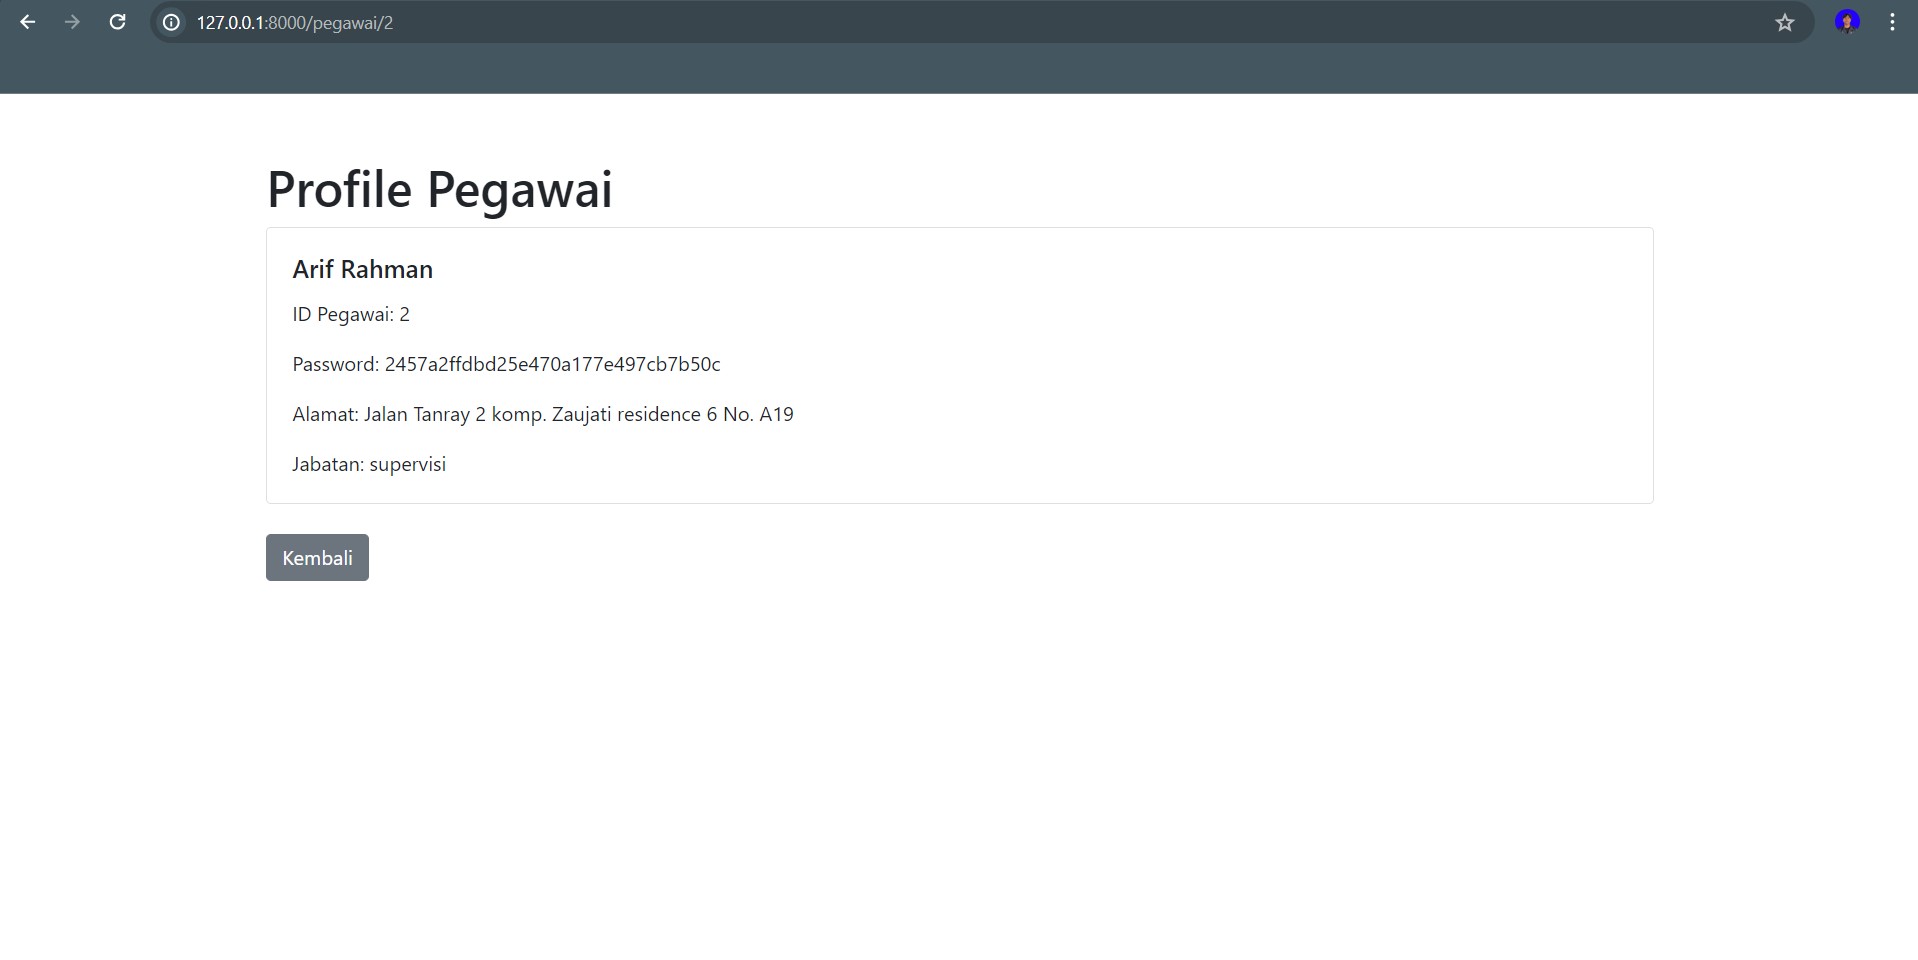 127.0.0.1:8000/pegawai/2
Profile Pegawai
Arif Rahman
ID Pegawai: 2
Password: 2457a2ffdbd25e470a177e497cb7b50c
Alamat: Jalan Tanray 2 komp. Zaujati residence 6 No. A19
Jabatan: supervisi
Kembali